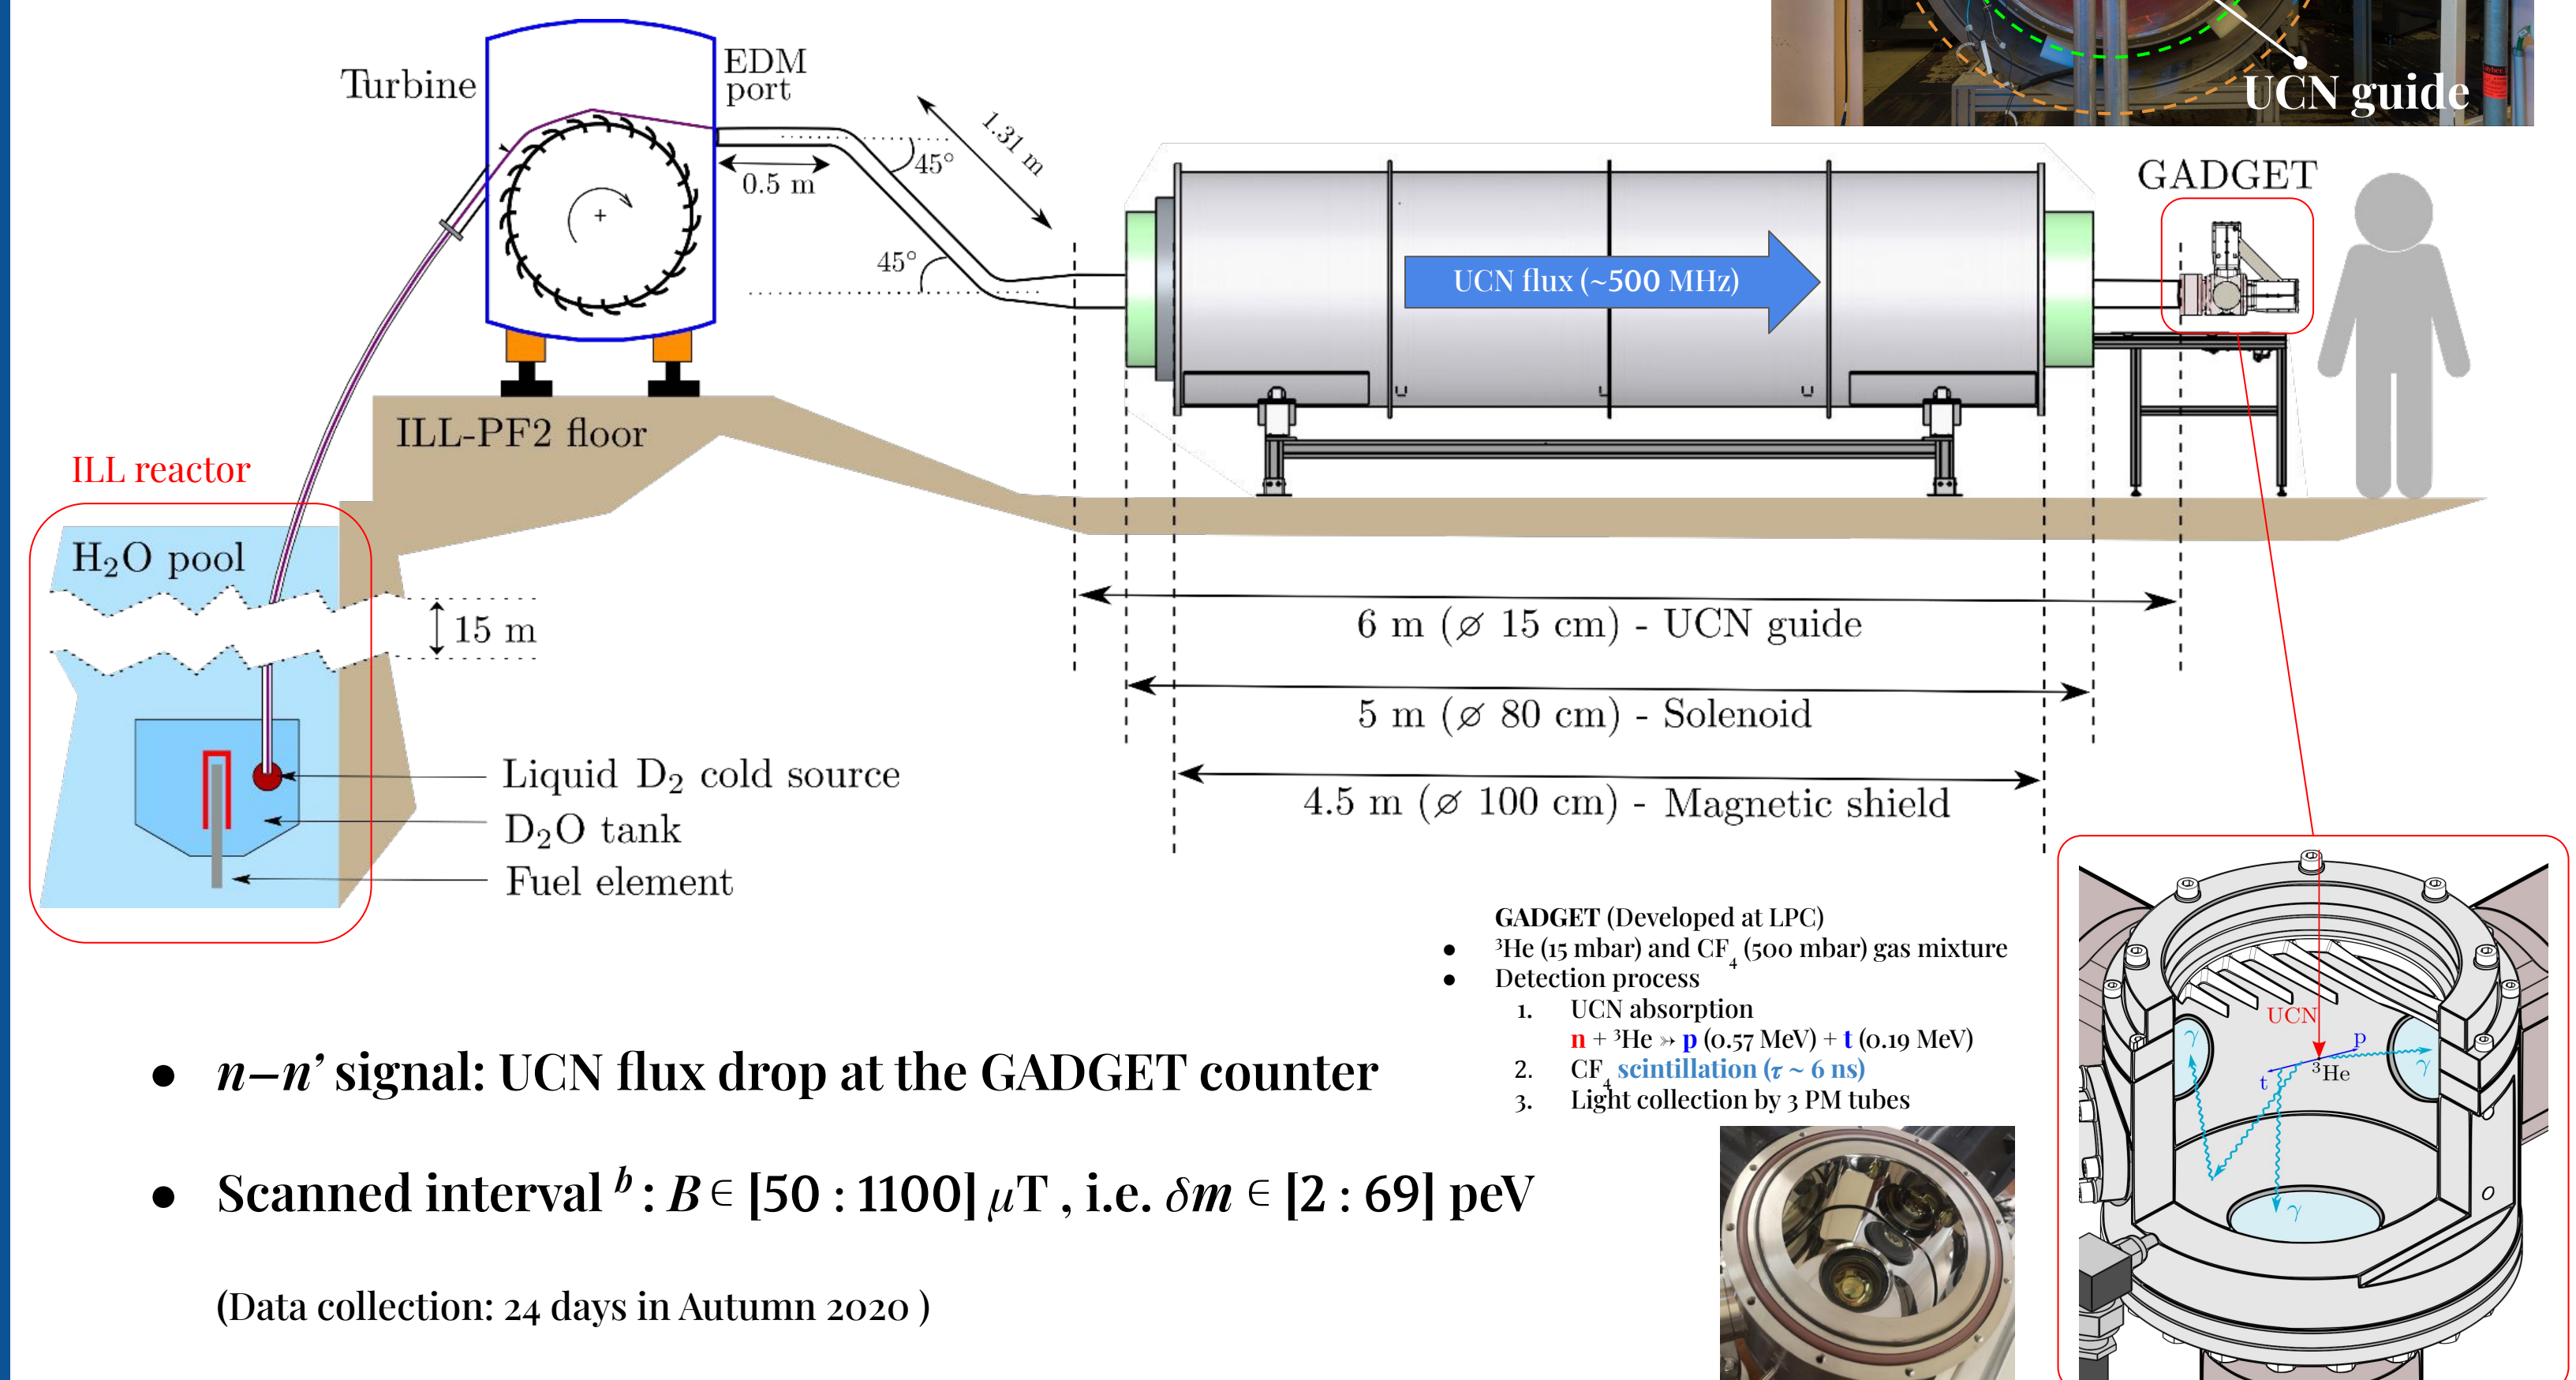 UCN guide
Turbine
EDM
port
1.31 m
45°
0.5 m
45°
GADGET
UCN flux (~500 MHz)
ILL-PF2 floor
ILL reactor
H₂O pool
15 m
6 m (⌀ 15 cm) - UCN guide
5 m (⌀ 80 cm) - Solenoid
4.5 m (⌀ 100 cm) - Magnetic shield
Liquid D₂ cold source
D₂O tank
Fuel element
GADGET (Developed at LPC)
● ³He (15 mbar) and CF₄ (500 mbar) gas mixture
● Detection process
1. UCN absorption
n + ³He ↣ p (0.57 MeV) + t (0.19 MeV)
2. CF₄ scintillation (τ ~ 6 ns)
3. Light collection by 3 PM tubes
UCN
p
γ
γ
t
³He
γ
● n–n’ signal: UCN flux drop at the GADGET counter
● Scanned interval ᵇ : B ∈ [50 : 1100] μT , i.e. δm ∈ [2 : 69] peV
(Data collection: 24 days in Autumn 2020 )